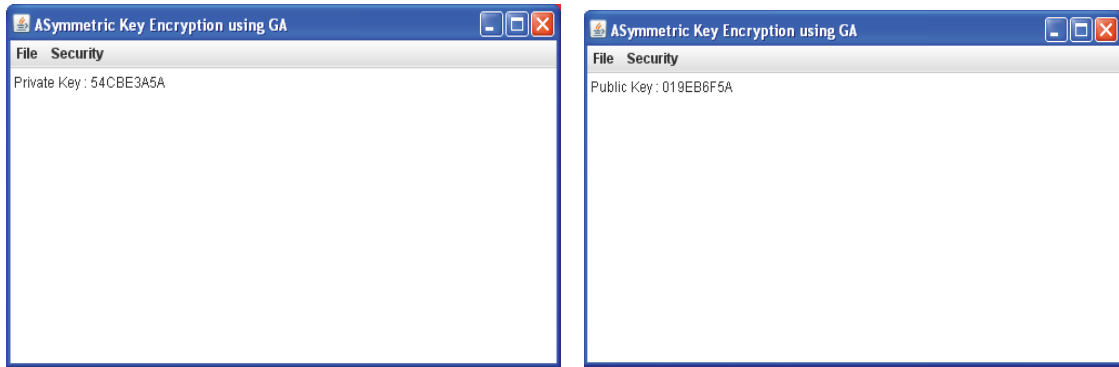 ASymmetric Key Encryption using GA
File Security
Private Key : 54CBE3A5A
ASymmetric Key Encryption using GA
File Security
Public Key : 019EB6F5A